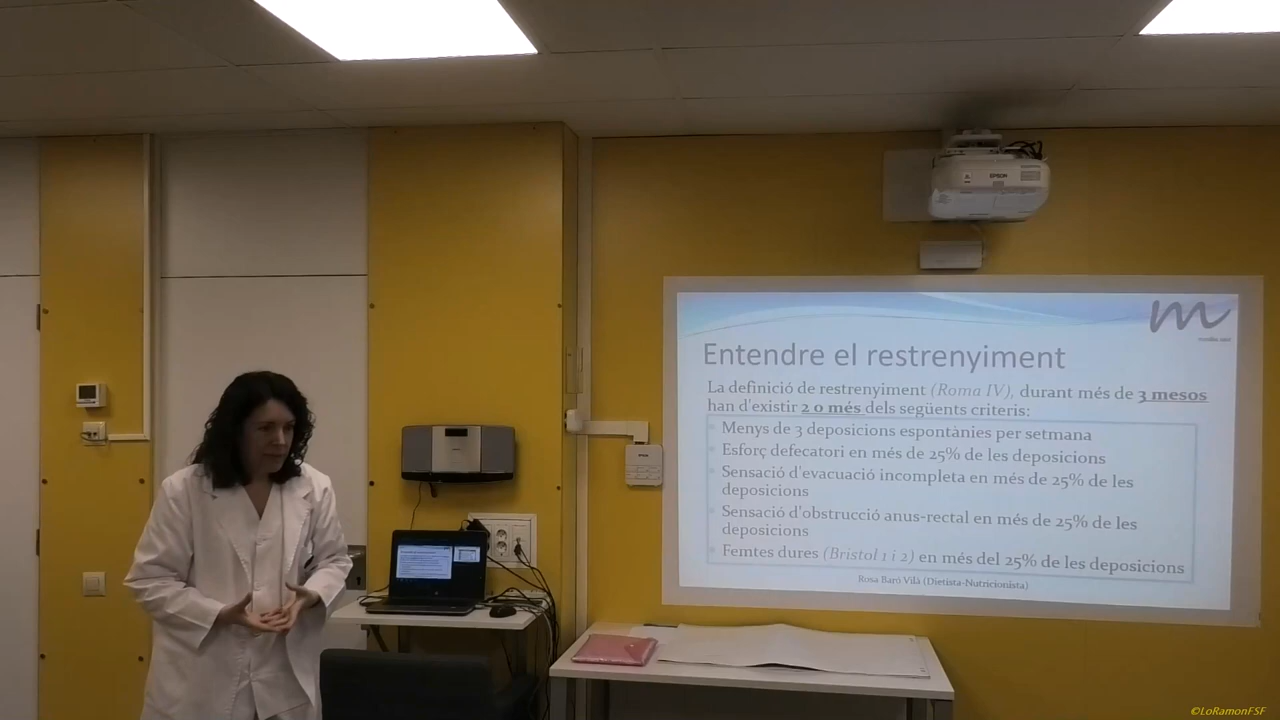 EPSON
m
Entendre el restrenyiment
La definició de restrenyiment (Roma IV), durant més de 3 mesos
han d'existir 2 o més dels següents criteris:
Menys de 3 deposicions espontànies per setmana
Esforç defecatori en més de 25% de les deposicions
Sensació d'evacuació incompleta en més de 25% de les
deposicions
Sensació d'obstrucció anus-rectal en més de 25% de les
deposicions
Femtes dures (Bristol 1 i 2) en més del 25% de les deposicions
Rosa Baró Vilà (Dietista-Nutricionista)
©LoRamonFSF